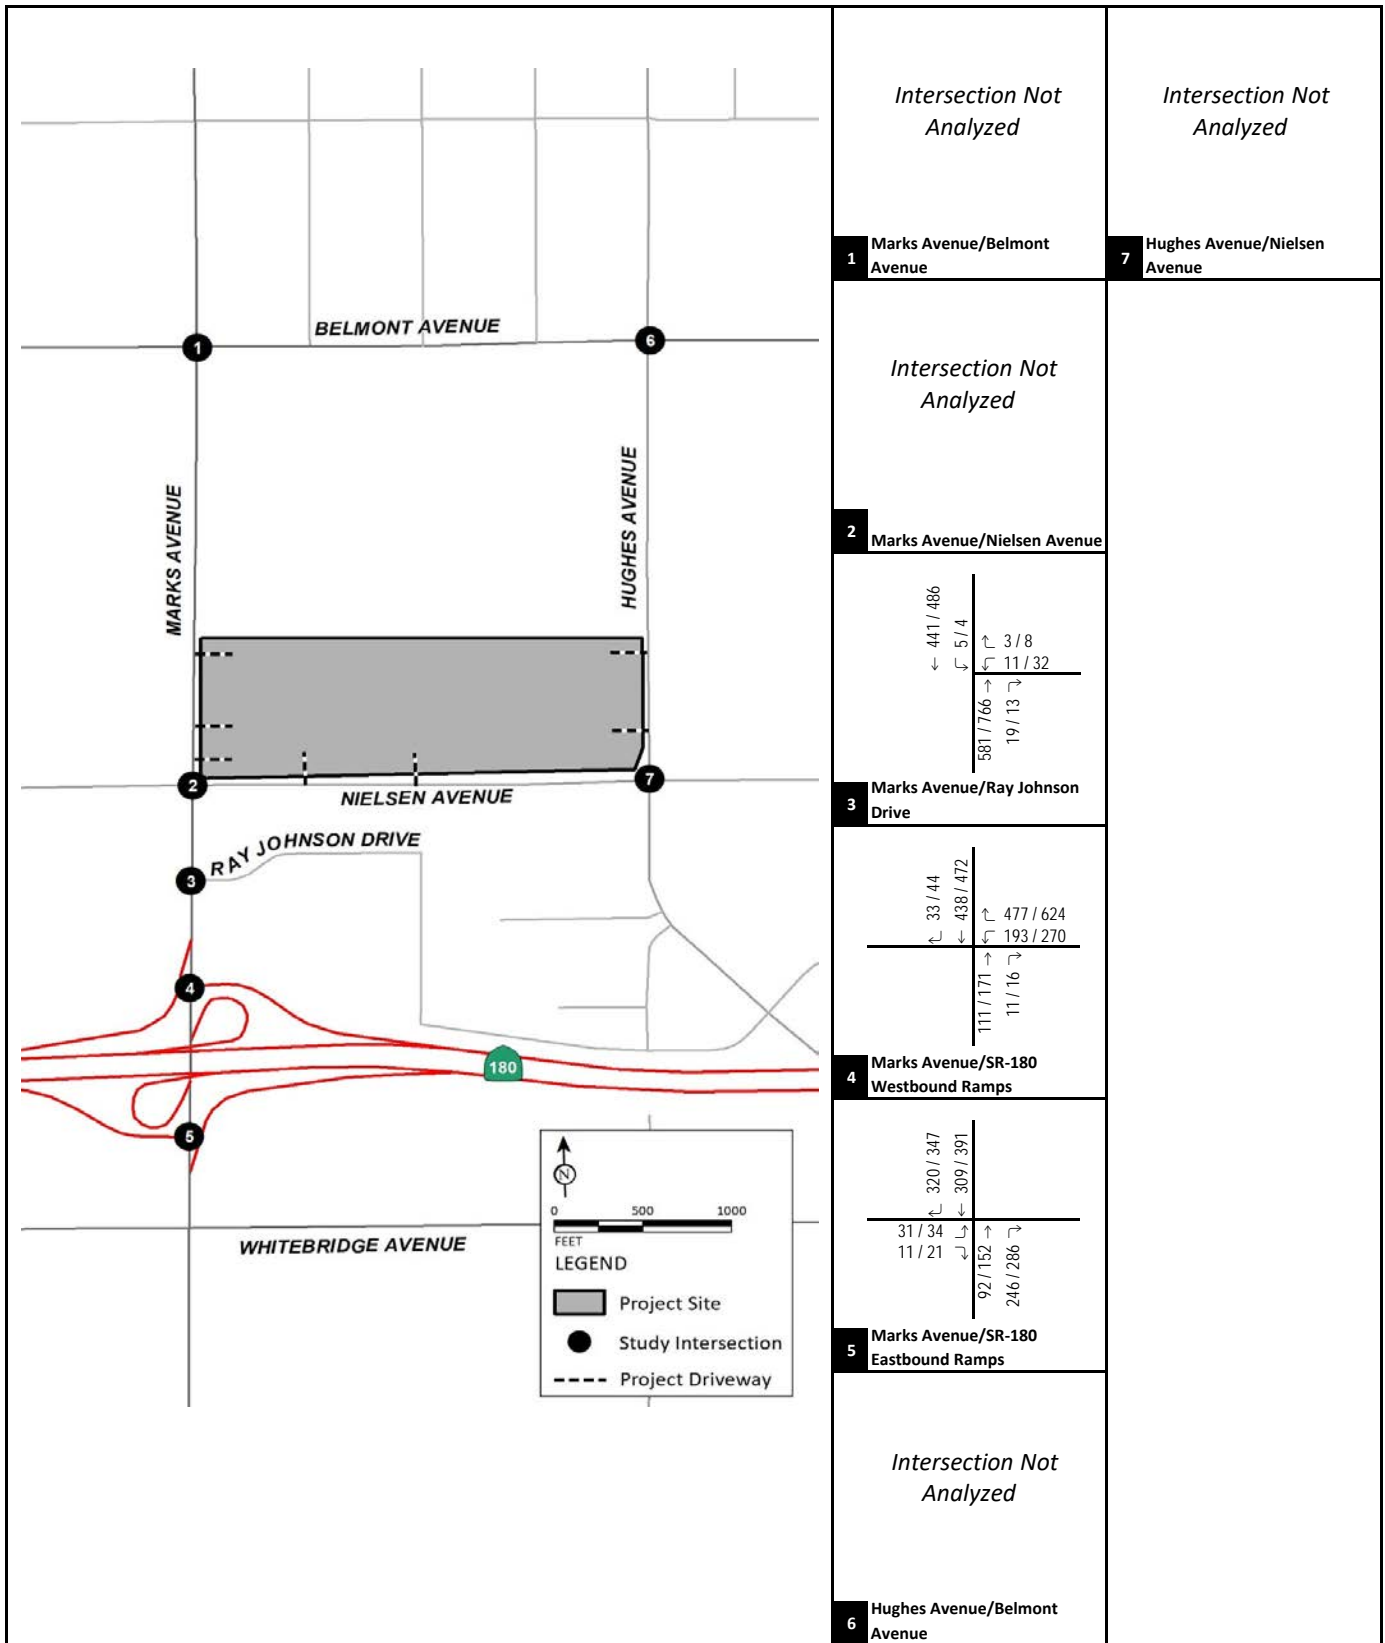 BELMONT AVENUE
1
6
MARKS AVENUE
HUGHES AVENUE
2
7
NIELSEN AVENUE
RAY JOHNSON DRIVE
3
4
180
5
WHITEBRIDGE AVENUE
N
0 500 1000
FEET
LEGEND
Project Site
Study Intersection
Project Driveway
Intersection Not
Analyzed
1 Marks Avenue/Belmont
Avenue
Intersection Not
Analyzed
7 Hughes Avenue/Nielsen
Avenue
Intersection Not
Analyzed
2 Marks Avenue/Nielsen Avenue
441 / 486
5 / 4
3 / 8
11 / 32
581 / 766
19 / 13
3 Marks Avenue/Ray Johnson
Drive
33 / 44
438 / 472
477 / 624
193 / 270
111 / 171
11 / 16
4 Marks Avenue/SR-180
Westbound Ramps
320 / 347
309 / 391
31 / 34
11 / 21
92 / 152
246 / 286
5 Marks Avenue/SR-180
Eastbound Ramps
Intersection Not
Analyzed
6 Hughes Avenue/Belmont
Avenue